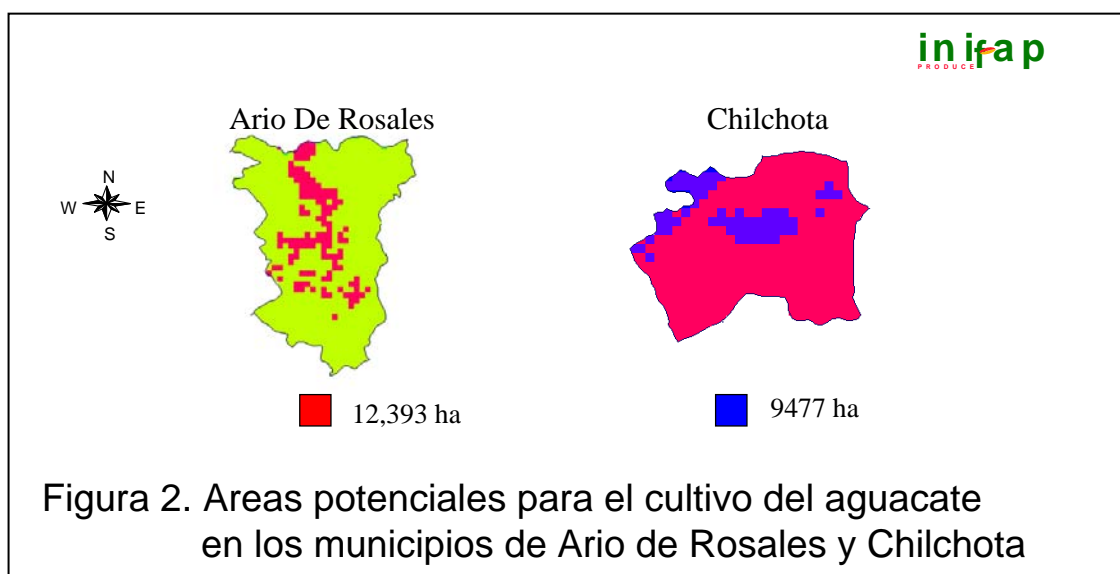 inifap
PRODUCE
Ario De Rosales
Chilchota
N
W E
S
12,393 ha
9477 ha
Figura 2. Areas potenciales para el cultivo del aguacate
en los municipios de Ario de Rosales y Chilchota